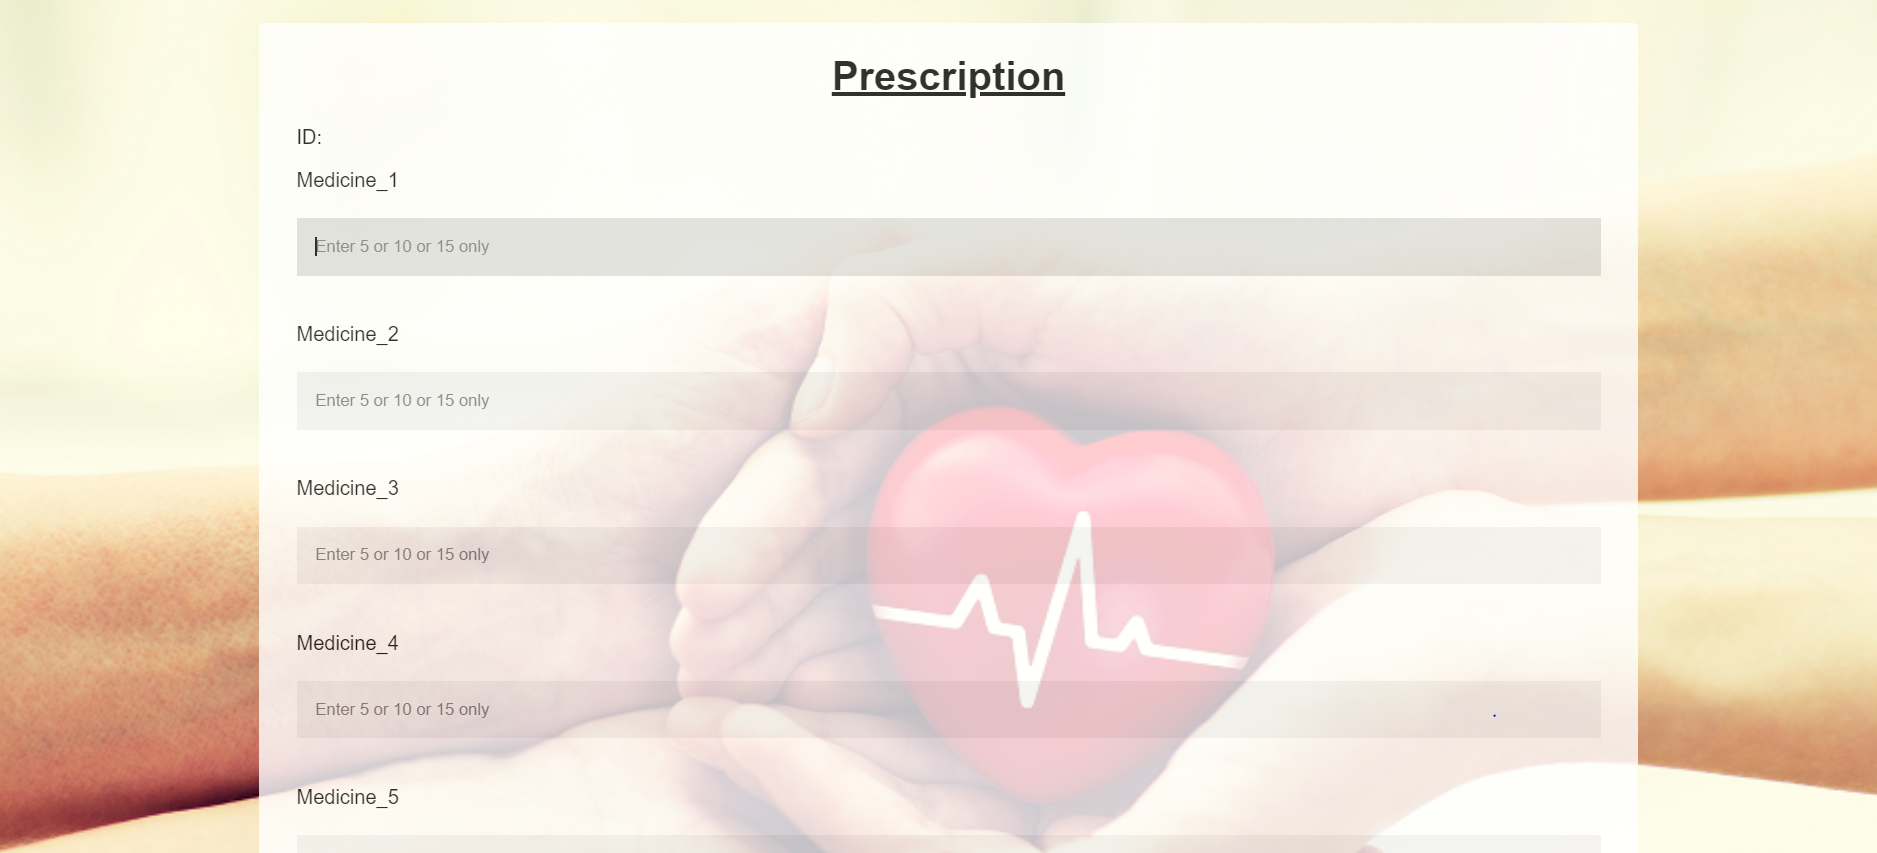 Prescription
ID:
Medicine_1
Enter 5 or 10 or 15 only
Medicine_2
Enter 5 or 10 or 15 only
Medicine_3
Enter 5 or 10 or 15 only
Medicine_4
Enter 5 or 10 or 15 only
Medicine_5